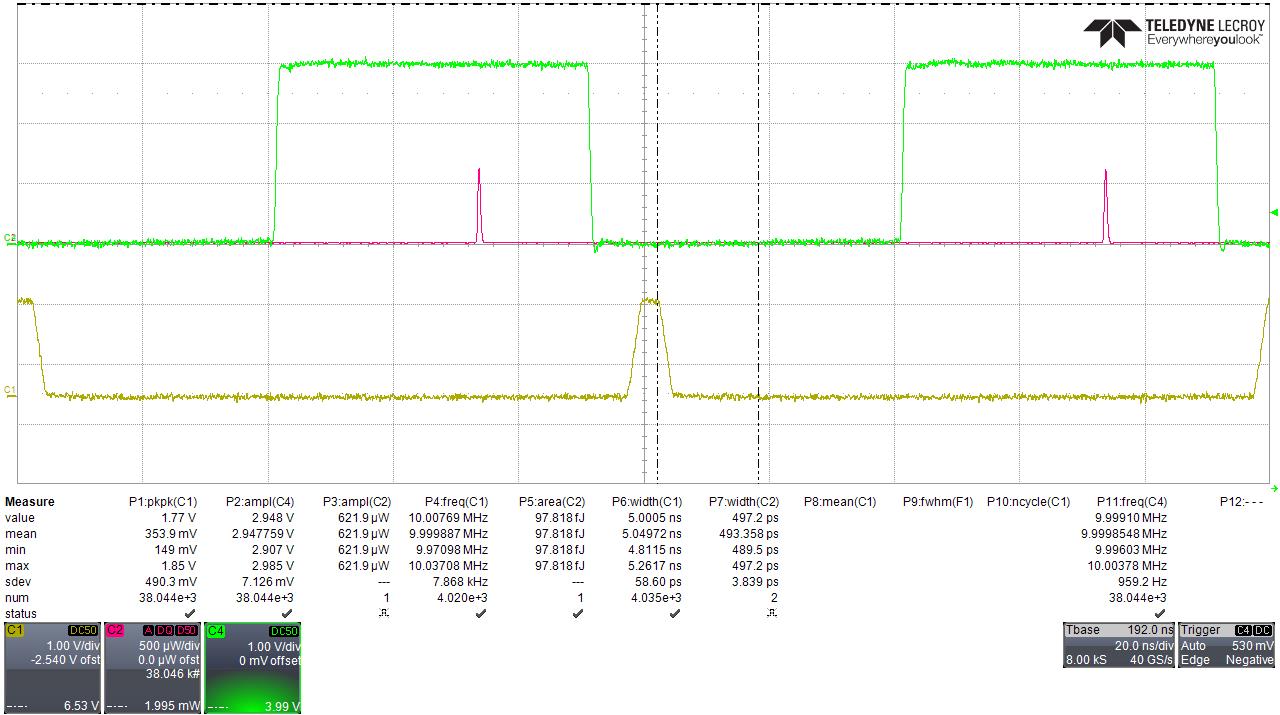 TELEDYNE LECROY
Everywhereyoulook™
C2
C1
Measure P1:pkpk(C1) P2:ampl(C4) P3:ampl(C2) P4:freq(C1) P5:area(C2) P6:width(C1) P7:width(C2) P8:mean(C1) P9:fwhm(F1) P10:ncycle(C1) P11:freq(C4) P12:- - -
value 1.77 V 2.948 V 621.9 µW 10.00769 MHz 97.818 fJ 5.0005 ns 497.2 ps 9.99910 MHz
mean 353.9 mV 2.947759 V 621.9 µW 9.999887 MHz 97.818 fJ 5.04972 ns 493.358 ps 9.9998548 MHz
min 149 mV 2.907 V 621.9 µW 9.97098 MHz 97.818 fJ 4.8115 ns 489.5 ps 9.99603 MHz
max 1.85 V 2.985 V 621.9 µW 10.03708 MHz 97.818 fJ 5.2617 ns 497.2 ps 10.00378 MHz
sdev 490.3 mV 7.126 mV --- 7.868 kHz --- 58.60 ps 3.839 ps 959.2 Hz
num 38.044e+3 38.044e+3 1 4.020e+3 1 4.035e+3 2 38.044e+3
status
C1 DC50
1.00 V/div
-2.540 V ofst
6.53 V
C2 A DQ D50
500 µW/div
0.0 µW ofst
38.046 k#
1.995 mW
C4 DC50
1.00 V/div
0 mV offset
3.99 V
Tbase 192.0 ns
20.0 ns/div
8.00 kS 40 GS/s
Trigger C4 DC
Auto 530 mV
Edge Negative